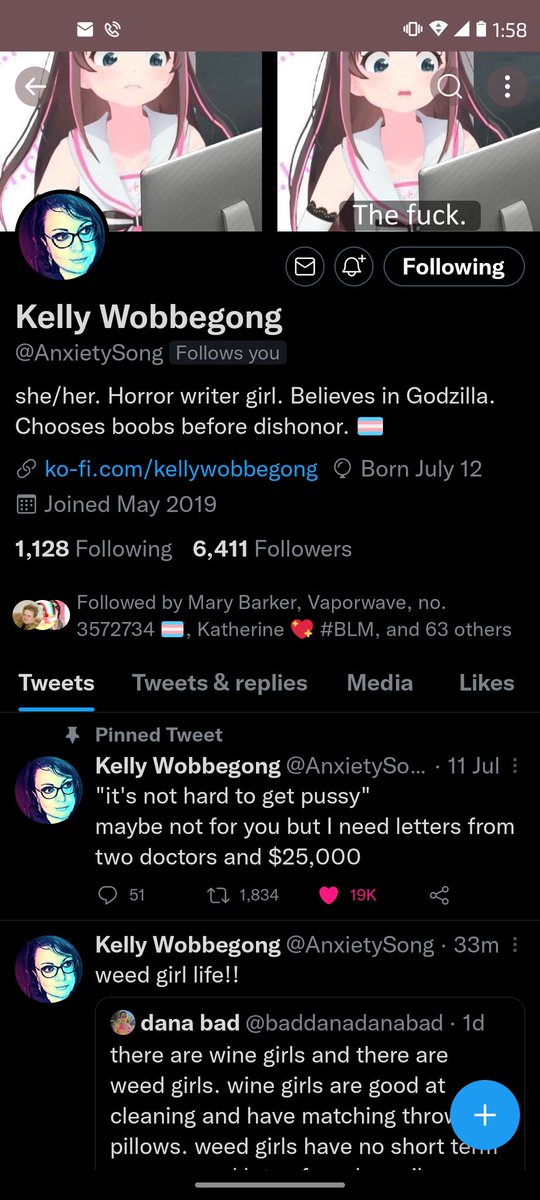 1:58
The fuck.
Following
Kelly Wobbegong
@AnxietySong Follows you
she/her. Horror writer girl. Believes in Godzilla.
Chooses boobs before dishonor. 🏳️‍⚧️
ko-fi.com/kellywobbegong Born July 12
Joined May 2019
1,128 Following 6,411 Followers
Followed by Mary Barker, Vaporwave, no.
3572734 🏳️‍⚧️, Katherine 💖 #BLM, and 63 others
Tweets Tweets & replies Media Likes
Pinned Tweet
Kelly Wobbegong @AnxietySo... · 11 Jul
"it's not hard to get pussy"
maybe not for you but I need letters from
two doctors and $25,000
51 1,834 19K
Kelly Wobbegong @AnxietySong · 33m
weed girl life!!
dana bad @baddanadanabad · 1d
there are wine girls and there are
weed girls. wine girls are good at
cleaning and have matching throw
pillows. weed girls have no short term